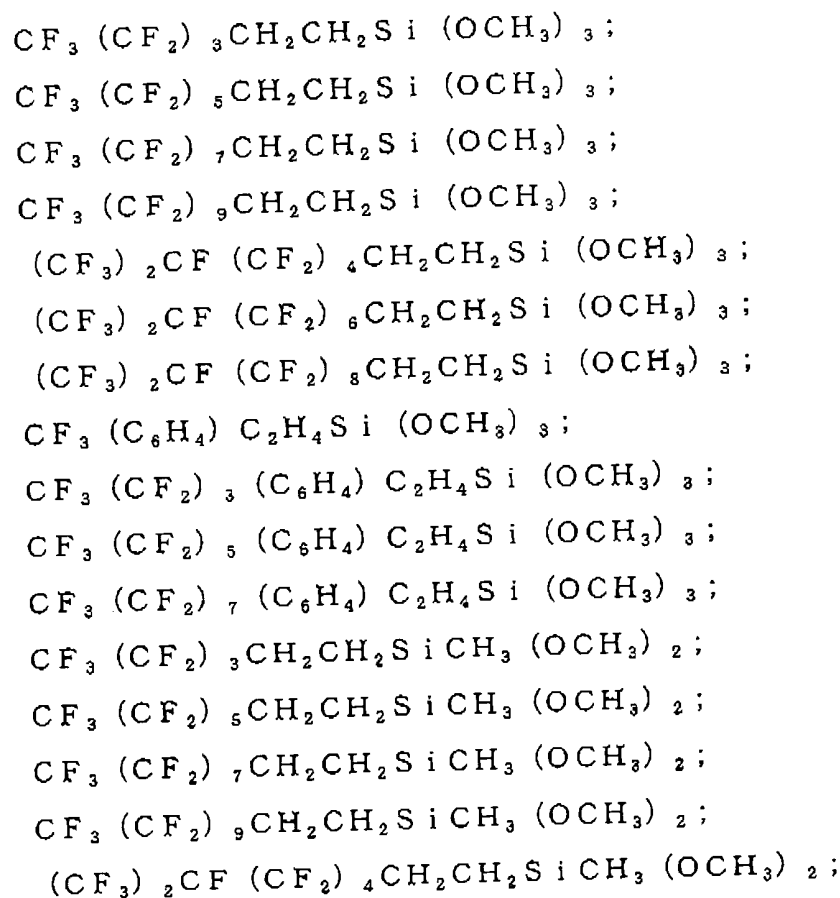 CF₃(CF₂)₃CH₂CH₂Si(OCH₃)₃;
CF₃(CF₂)₅CH₂CH₂Si(OCH₃)₃;
CF₃(CF₂)₇CH₂CH₂Si(OCH₃)₃;
CF₃(CF₂)₉CH₂CH₂Si(OCH₃)₃;
(CF₃)₂CF(CF₂)₄CH₂CH₂Si(OCH₃)₃;
(CF₃)₂CF(CF₂)₆CH₂CH₂Si(OCH₃)₃;
(CF₃)₂CF(CF₂)₈CH₂CH₂Si(OCH₃)₃;
CF₃(C₆H₄)C₂H₄Si(OCH₃)₃;
CF₃(CF₂)₃(C₆H₄)C₂H₄Si(OCH₃)₃;
CF₃(CF₂)₅(C₆H₄)C₂H₄Si(OCH₃)₃;
CF₃(CF₂)₇(C₆H₄)C₂H₄Si(OCH₃)₃;
CF₃(CF₂)₃CH₂CH₂SiCH₃(OCH₃)₂;
CF₃(CF₂)₅CH₂CH₂SiCH₃(OCH₃)₂;
CF₃(CF₂)₇CH₂CH₂SiCH₃(OCH₃)₂;
CF₃(CF₂)₉CH₂CH₂SiCH₃(OCH₃)₂;
(CF₃)₂CF(CF₂)₄CH₂CH₂SiCH₃(OCH₃)₂;